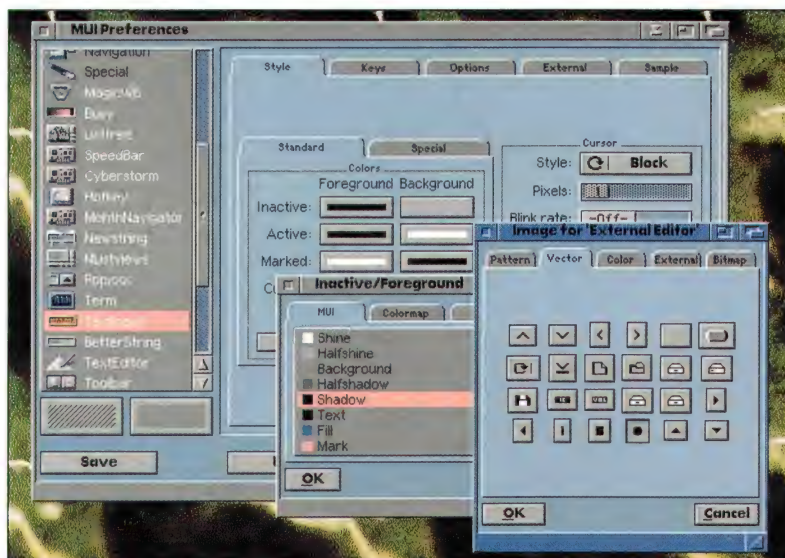 MUI Preferences
Navigation
Special
MagicWB
Busy
Listtree
SpeedBar
Cyberstorm
Hotkey
Newstring
NListviews
Popbox
Term
BetterString
TextEditor
Toolbar
Save
Style Keys Options External Sample
Standard Special
Colors
Foreground Background
Inactive:
Active:
Marked:
Cursor
Style: Block
Pixels:
Blink rate: -Off-
Inactive/Foreground
MUI Colormap
Shine
Halfshine
Background
Halfshadow
Shadow
Text
Fill
Mark
OK
Image for 'External Editor'
Pattern Vector Color External Bitmap
OK Cancel